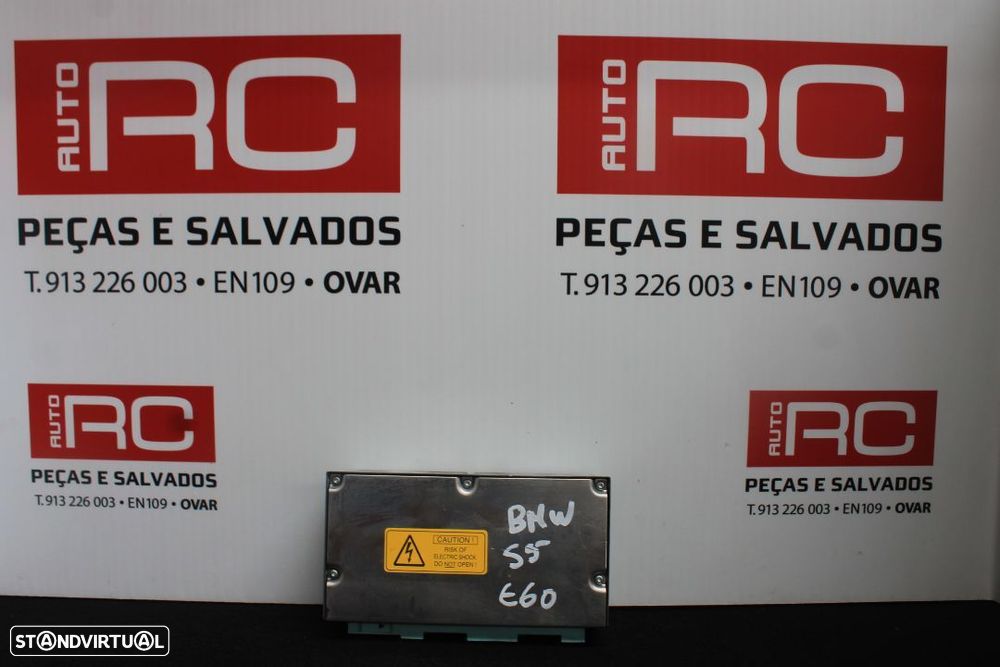 AUTO RC
PEÇAS E SALVADOS
T. 913 226 003 • EN109 • OVAR
AUTO RC
PEÇAS E SALVADOS
T. 913 226 003 • EN109 • OVAR
AUTO RC
PEÇAS E SALVADOS
T. 913 226 003 • EN109 • OVAR
AUTO RC
PEÇAS E SALVADOS
T. 913 226 003 • EN109 • OVAR
CAUTION !
RISK OF
ELECTRIC SHOCK
DO NOT OPEN !
BMW
S5
E60
STANDVIRTUAL